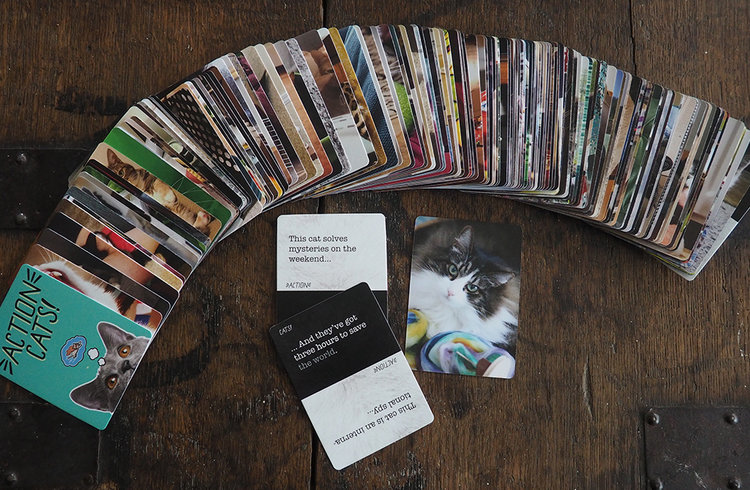 ACTION
CATS!
This cat solves
mysteries on the
weekend...
ACTION!
CATS!
... And they've got
three hours to save
the world.
ACTION!
This cat is an interna-
tional spy...